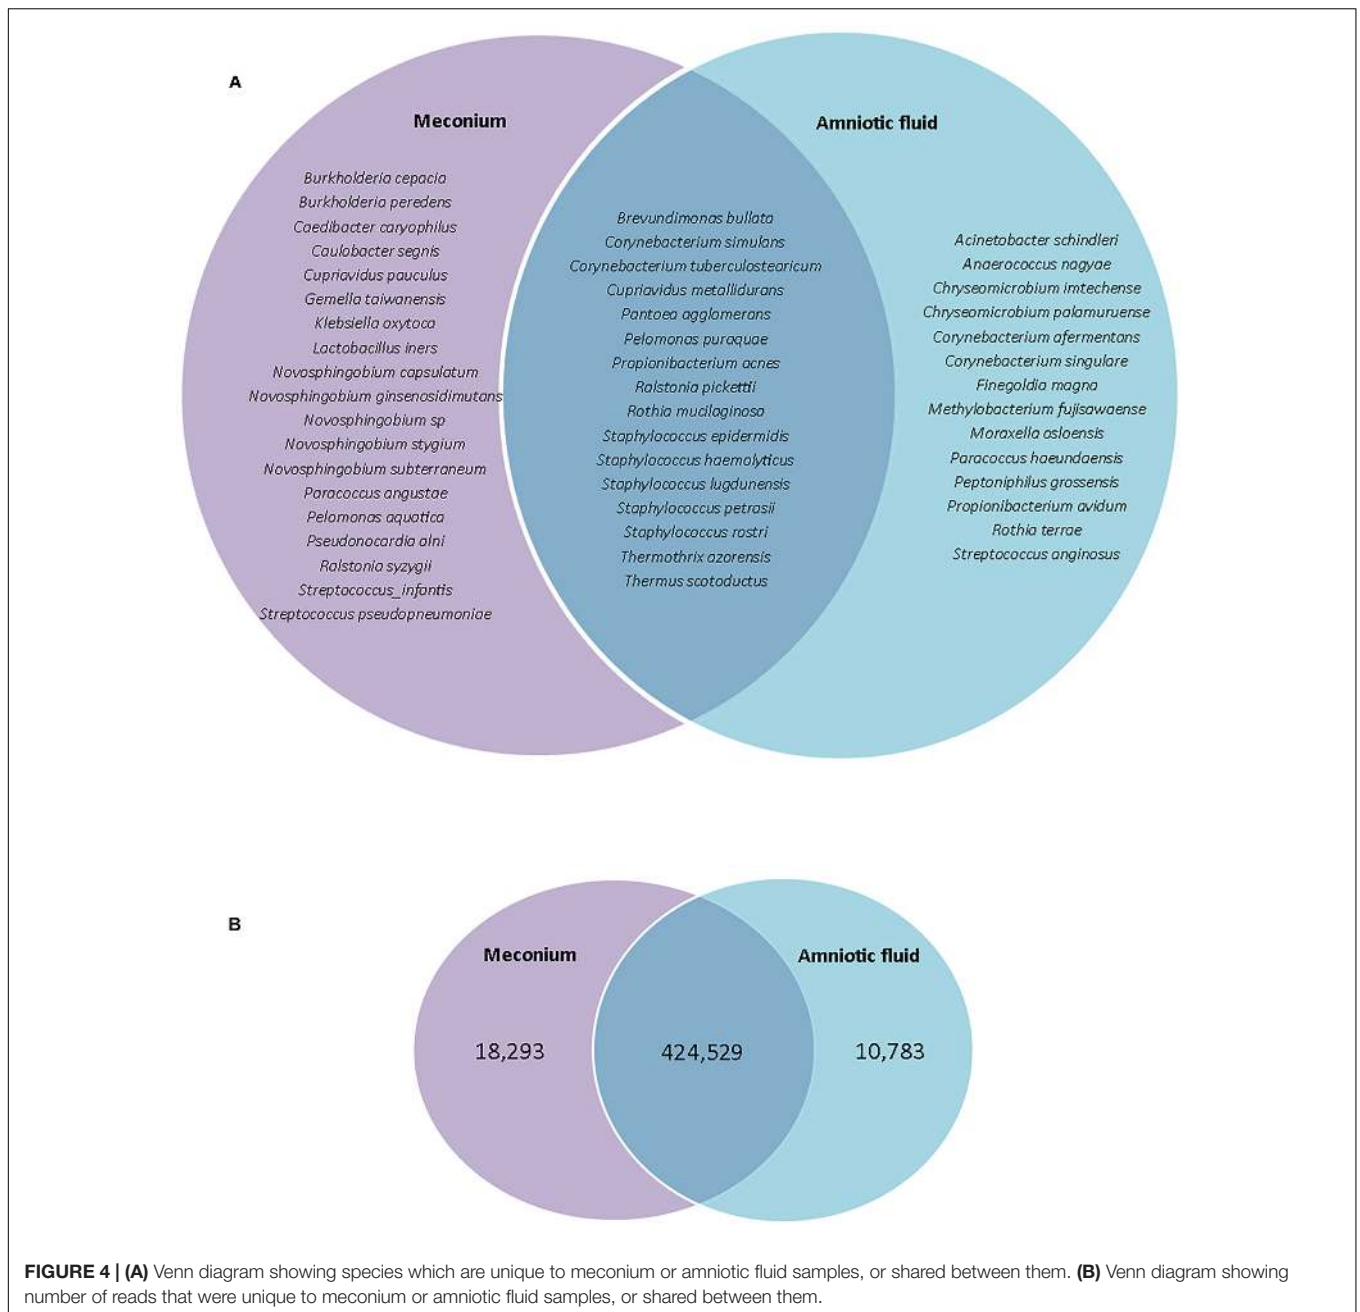 A
Meconium
Burkholderia cepacia
Burkholderia peredens
Caedibacter caryophilus
Caulobacter segnis
Cupriavidus pauculus
Gemella taiwanensis
Klebsiella oxytoca
Lactobacillus iners
Novosphingobium capsulatum
Novosphingobium ginsenosidimutans
Novosphingobium sp
Novosphingobium stygium
Novosphingobium subterraneum
Paracoccus angustae
Pelomonas aquatica
Pseudonocardia alni
Ralstonia syzygii
Streptococcus_infantis
Streptococcus pseudopneumoniae
Brevundimonas bullata
Corynebacterium simulans
Corynebacterium tuberculostearicum
Cupriavidus metallidurans
Pantoea agglomerans
Pelomonas puraquae
Propionibacterium acnes
Ralstonia pickettii
Rothia mucilaginosa
Staphylococcus epidermidis
Staphylococcus haemolyticus
Staphylococcus lugdunensis
Staphylococcus petrasii
Staphylococcus rostri
Thermothrix azorensis
Thermus scotoductus
Amniotic fluid
Acinetobacter schindleri
Anaerococcus nagyae
Chryseomicrobium imtechense
Chryseomicrobium palamuruense
Corynebacterium afermentans
Corynebacterium singulare
Finegoldia magna
Methylobacterium fujisawaense
Moraxella osloensis
Paracoccus haeundaensis
Peptoniphilus grossensis
Propionibacterium avidum
Rothia terrae
Streptococcus anginosus
B
Meconium
Amniotic fluid
18,293
424,529
10,783
FIGURE 4 | (A) Venn diagram showing species which are unique to meconium or amniotic fluid samples, or shared between them. (B) Venn diagram showing
number of reads that were unique to meconium or amniotic fluid samples, or shared between them.